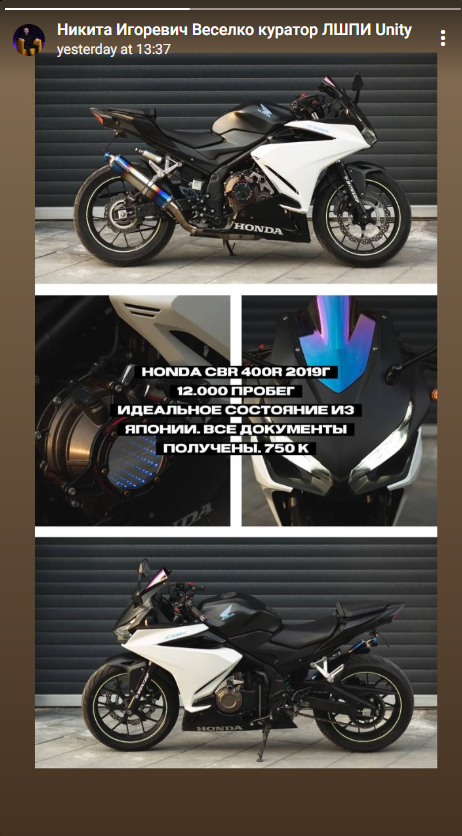 Никита Игоревич Веселко куратор ЛШПИ Unity
yesterday at 13:37
HONDA
HONDA CBR 400R 2019Г
12.000 ПРОБЕГ
ИДЕАЛЬНОЕ СОСТОЯНИЕ ИЗ
ЯПОНИИ. ВСЕ ДОКУМЕНТЫ
ПОЛУЧЕНЫ. 750 К
HONDA
HONDA